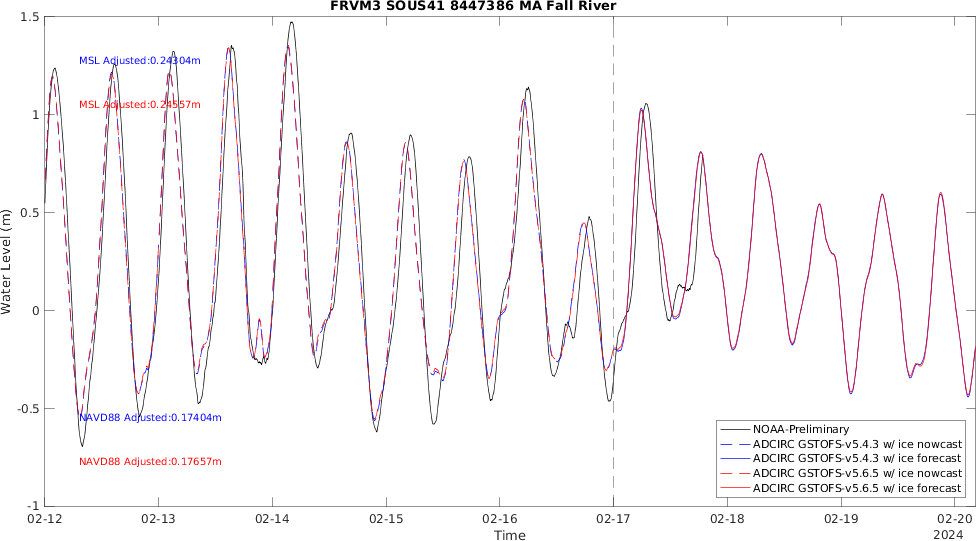 FRVM3 SOUS41 8447386 MA Fall River
1.5
1
0.5
0
-0.5
-1
Water Level (m)
MSL Adjusted:0.24304m
MSL Adjusted:0.24557m
NAVD88 Adjusted:0.17404m
NAVD88 Adjusted:0.17657m
NOAA-Preliminary
ADCIRC GSTOFS-v5.4.3 w/ ice nowcast
ADCIRC GSTOFS-v5.4.3 w/ ice forecast
ADCIRC GSTOFS-v5.6.5 w/ ice nowcast
ADCIRC GSTOFS-v5.6.5 w/ ice forecast
02-12 02-13 02-14 02-15 02-16 02-17 02-18 02-19 02-20
Time
2024